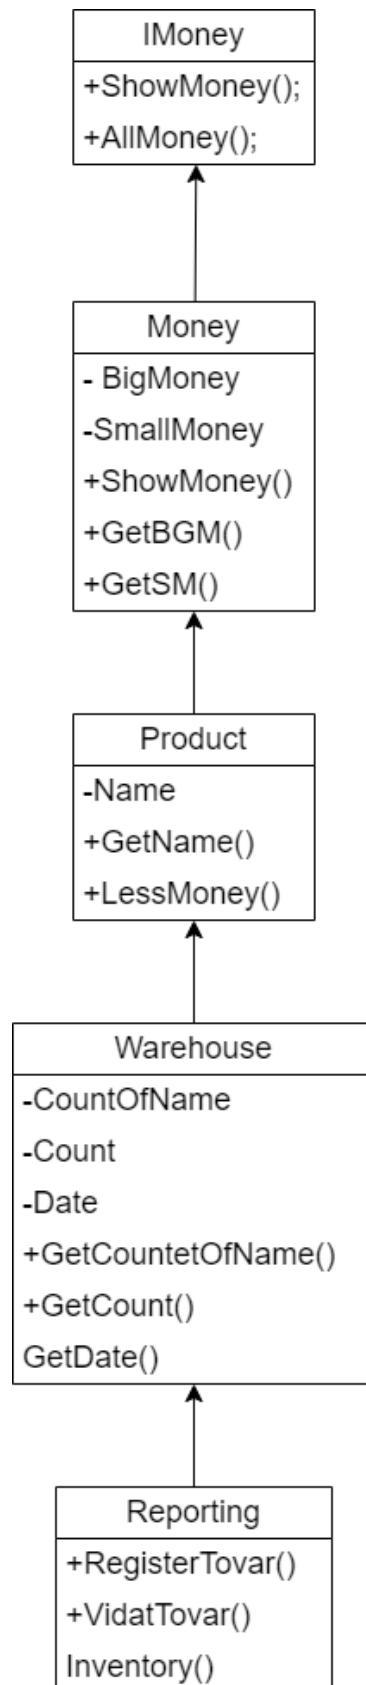 IMoney
+ShowMoney();
+AllMoney();
Money
- BigMoney
-SmallMoney
+ShowMoney()
+GetBGM()
+GetSM()
Product
-Name
+GetName()
+LessMoney()
Warehouse
-CountOfName
-Count
-Date
+GetCountetOfName()
+GetCount()
GetDate()
Reporting
+RegisterTovar()
+VidatTovar()
Inventory()